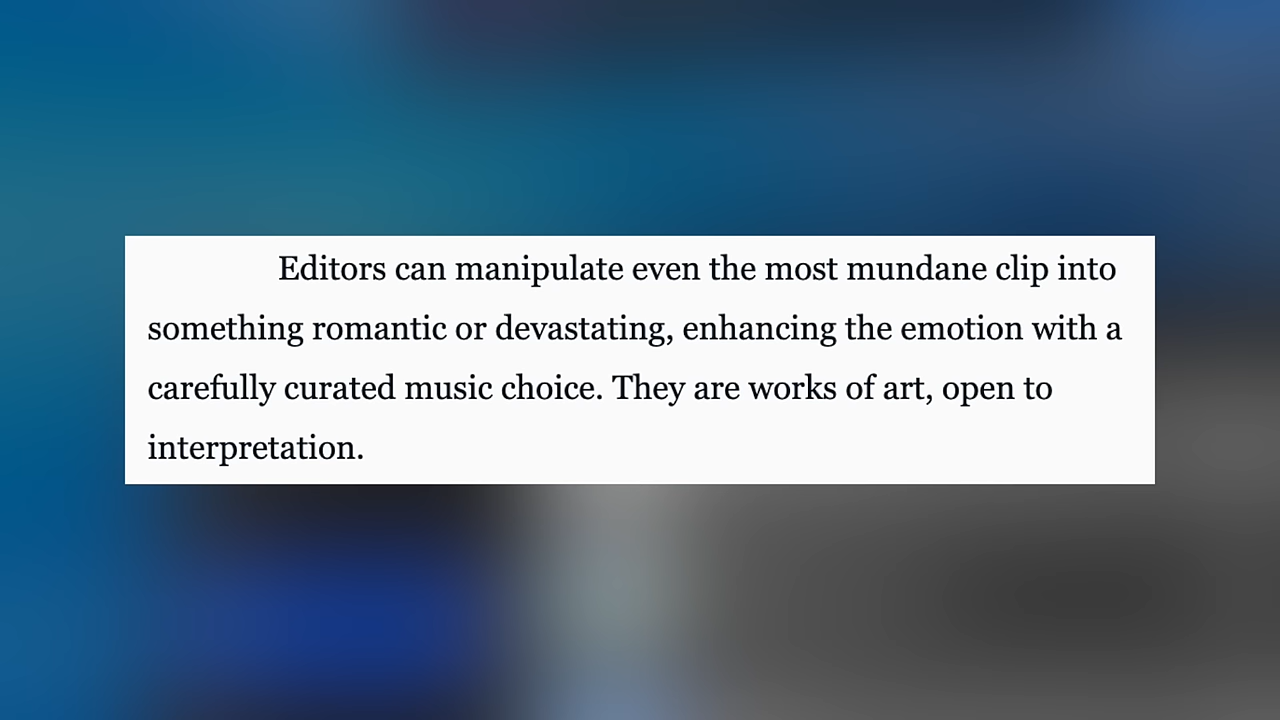 Editors can manipulate even the most mundane clip into
something romantic or devastating, enhancing the emotion with a
carefully curated music choice. They are works of art, open to
interpretation.